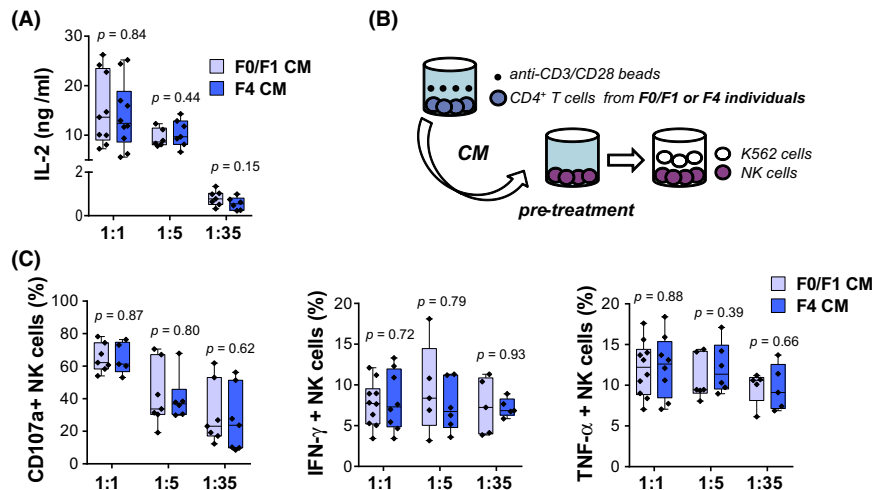 (A)
IL-2 (ng /ml)
30
20
10
2
0
p = 0.84
p = 0.44
p = 0.15
F0/F1 CM
F4 CM
1:1
1:5
1:35
(B)
anti-CD3/CD28 beads
CD4+ T cells from F0/F1 or F4 individuals
CM
K562 cells
NK cells
pre-treatment
(C)
CD107a+ NK cells (%)
100
80
60
40
20
0
p = 0.87
p = 0.80
p = 0.62
1:1
1:5
1:35
IFN-γ + NK cells (%)
20
15
10
5
0
p = 0.72
p = 0.79
p = 0.93
1:1
1:5
1:35
TNF-α + NK cells (%)
20
15
10
5
0
p = 0.88
p = 0.39
p = 0.66
F0/F1 CM
F4 CM
1:1
1:5
1:35